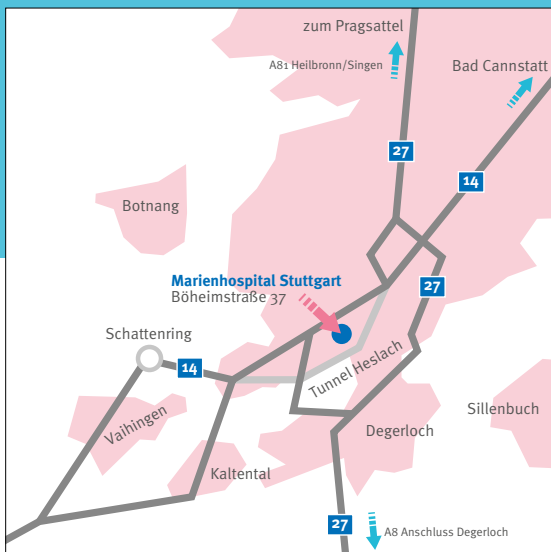 zum Pragsattel
A81 Heilbronn/Singen
Bad Cannstatt
27
14
Botnang
Marienhospital Stuttgart
Böheimstraße 37
27
Schattenring
14
Tunnel Heslach
Vaihingen
Sillenbuch
Degerloch
Kaltental
27
A8 Anschluss Degerloch